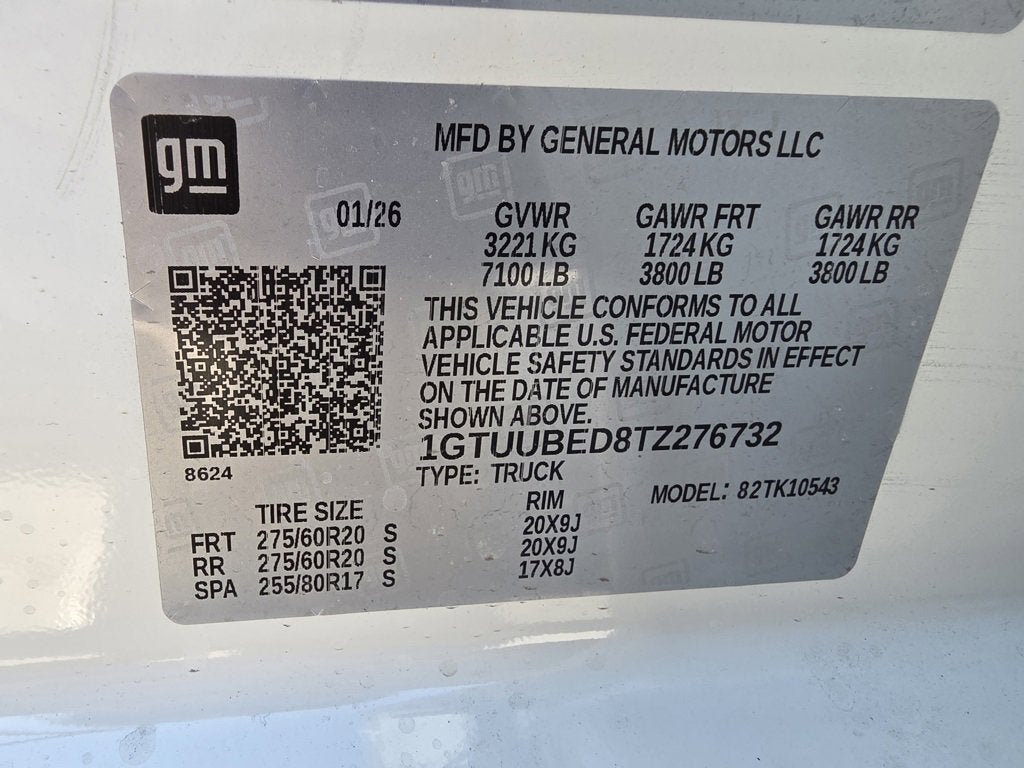 gm
MFD BY GENERAL MOTORS LLC
01/26
GVWR GAWR FRT GAWR RR
3221 KG 1724 KG 1724 KG
7100 LB 3800 LB 3800 LB
THIS VEHICLE CONFORMS TO ALL
APPLICABLE U.S. FEDERAL MOTOR
VEHICLE SAFETY STANDARDS IN EFFECT
ON THE DATE OF MANUFACTURE
SHOWN ABOVE.
1GTUUBED8TZ276732
8624
TYPE: TRUCK
MODEL: 82TK10543
TIRE SIZE RIM
FRT 275/60R20 S 20X9J
RR 275/60R20 S 20X9J
SPA 255/80R17 S 17X8J